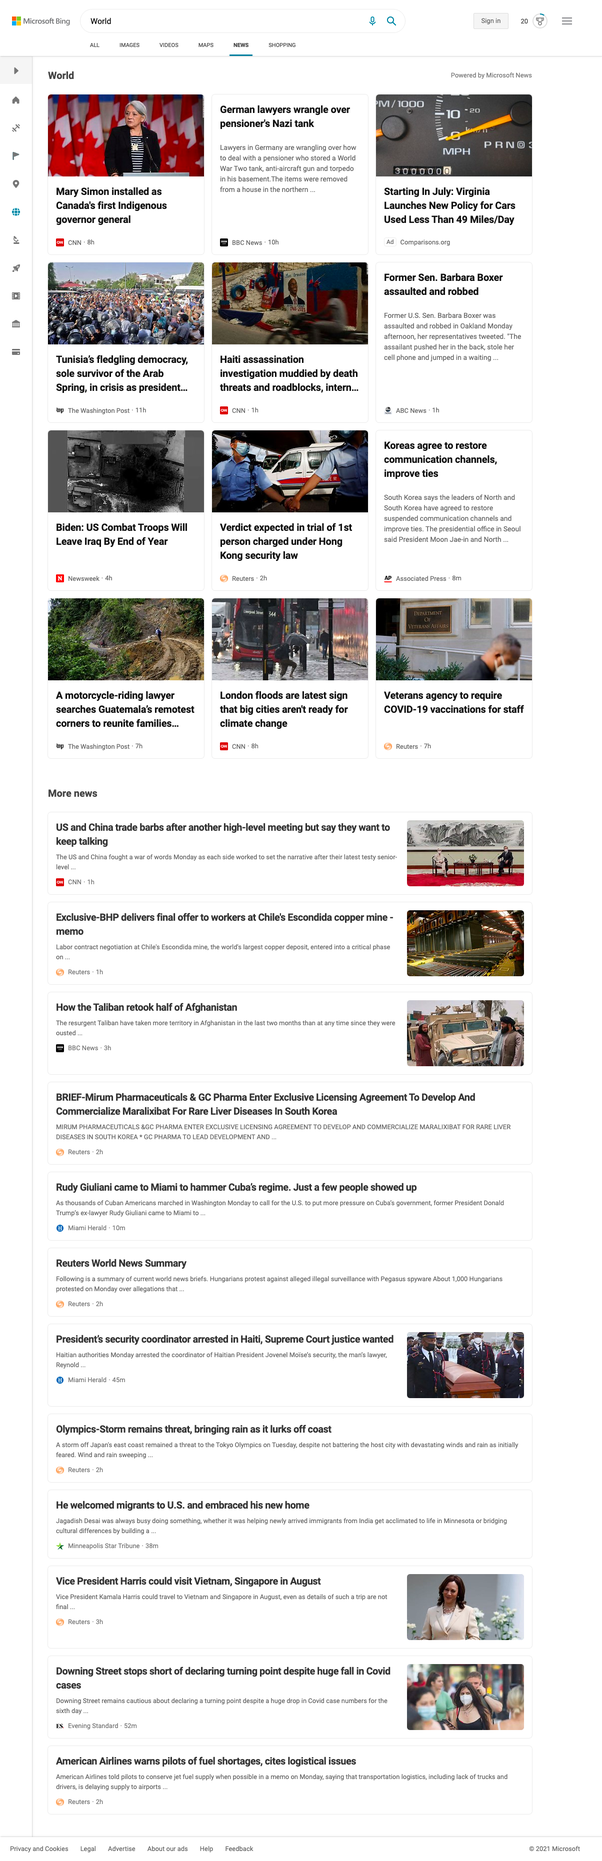 Microsoft Bing
World
Sign in
20
ALL IMAGES VIDEOS MAPS NEWS SHOPPING
World
Powered by Microsoft News
PM/1000
10
20
MPH
PRN
Mary Simon installed as
Canada's first Indigenous
governor general
CNN · 8h
German lawyers wrangle over
pensioner's Nazi tank
Lawyers in Germany are wrangling over how
to deal with a pensioner who stored a World
War Two tank, anti-aircraft gun and torpedo
in his basement.The items were removed
from a house in the northern ...
BBC News · 10h
Starting In July: Virginia
Launches New Policy for Cars
Used Less Than 49 Miles/Day
Ad Comparisons.org
Tunisia's fledgling democracy,
sole survivor of the Arab
Spring, in crisis as president…
The Washington Post · 11h
Haiti assassination
investigation muddied by death
threats and roadblocks, intern…
CNN · 1h
Former Sen. Barbara Boxer
assaulted and robbed
Former U.S. Sen. Barbara Boxer was
assaulted and robbed in Oakland Monday
afternoon, her representatives tweeted. "The
assailant pushed her in the back, stole her
cell phone and jumped in a waiting ...
ABC News · 1h
Biden: US Combat Troops Will
Leave Iraq By End of Year
Newsweek · 4h
Verdict expected in trial of 1st
person charged under Hong
Kong security law
Reuters · 2h
Koreas agree to restore
communication channels,
improve ties
South Korea says the leaders of North and
South Korea have agreed to restore
suspended communication channels and
improve ties. The presidential office in Seoul
said President Moon Jae-in and North ...
AP Associated Press · 8m
A motorcycle-riding lawyer
searches Guatemala's remotest
corners to reunite families…
The Washington Post · 7h
London floods are latest sign
that big cities aren't ready for
climate change
CNN · 8h
DEPARTMENT
OF
VETERANS AFFAIRS
Veterans agency to require
COVID-19 vaccinations for staff
Reuters · 7h
More news
US and China trade barbs after another high-level meeting but say they want to
keep talking
The US and China fought a war of words Monday as each side worked to set the narrative after their latest testy senior-
level ...
CNN · 1h
Exclusive-BHP delivers final offer to workers at Chile's Escondida copper mine -
memo
Labor contract negotiation at Chile's Escondida mine, the world's largest copper deposit, entered into a critical phase
on ...
Reuters · 1h
How the Taliban retook half of Afghanistan
The resurgent Taliban have taken more territory in Afghanistan in the last two months than at any time since they were
ousted ...
BBC News · 3h
BRIEF-Mirum Pharmaceuticals & GC Pharma Enter Exclusive Licensing Agreement To Develop And
Commercialize Maralixibat For Rare Liver Diseases In South Korea
MIRUM PHARMACEUTICALS &GC PHARMA ENTER EXCLUSIVE LICENSING AGREEMENT TO DEVELOP AND COMMERCIALIZE MARALIXIBAT FOR RARE LIVER
DISEASES IN SOUTH KOREA * GC PHARMA TO LEAD DEVELOPMENT AND ...
Reuters · 2h
Rudy Giuliani came to Miami to hammer Cuba's regime. Just a few people showed up
As thousands of Cuban Americans marched in Washington Monday to call for the U.S. to put more pressure on Cuba's government, former President Donald
Trump's ex-lawyer Rudy Giuliani came to Miami to ...
Miami Herald · 10m
Reuters World News Summary
Following is a summary of current world news briefs. Hungarians protest against alleged illegal surveillance with Pegasus spyware About 1,000 Hungarians
protested on Monday over allegations that ...
Reuters · 2h
President's security coordinator arrested in Haiti, Supreme Court justice wanted
Haitian authorities Monday arrested the coordinator of Haitian President Jovenel Moïse's security, the man's lawyer,
Reynold ...
Miami Herald · 45m
Olympics-Storm remains threat, bringing rain as it lurks off coast
A storm off Japan's east coast remained a threat to the Tokyo Olympics on Tuesday, despite not battering the host city with devastating winds and rain as initially
feared. Wind and rain sweeping ...
Reuters · 2h
He welcomed migrants to U.S. and embraced his new home
Jagadish Desai was always busy doing something, whether it was helping newly arrived immigrants from India get acclimated to life in Minnesota or bridging
cultural differences by building a ...
Minneapolis Star Tribune · 38m
Vice President Harris could visit Vietnam, Singapore in August
Vice President Kamala Harris could travel to Vietnam and Singapore in August, even as details of such a trip are not
final ...
Reuters · 3h
Downing Street stops short of declaring turning point despite huge fall in Covid
cases
Downing Street remains cautious about declaring a turning point despite a huge drop in Covid case numbers for the
sixth day ...
Evening Standard · 52m
American Airlines warns pilots of fuel shortages, cites logistical issues
American Airlines told pilots to conserve jet fuel supply when possible in a memo on Monday, saying that transportation logistics, including lack of trucks and
drivers, is delaying supply to airports ...
Reuters · 2h
Privacy and Cookies Legal Advertise About our ads Help Feedback
© 2021 Microsoft